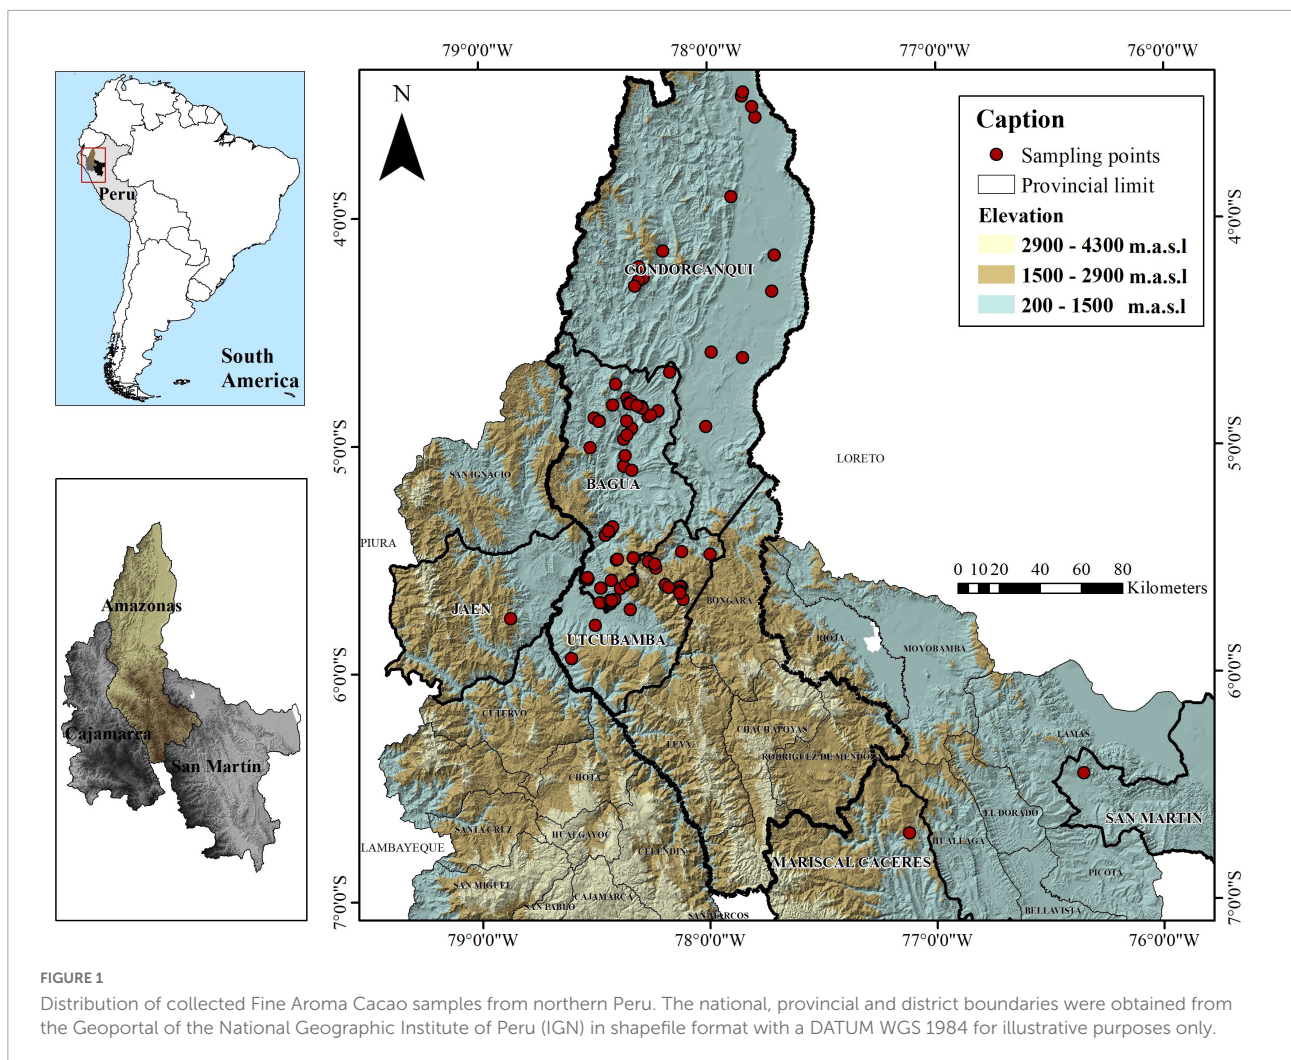 79°0'0"W 78°0'0"W 77°0'0"W 76°0'0"W
N
Caption
Sampling points
Provincial limit
Elevation
2900 - 4300 m.a.s.l
1500 - 2900 m.a.s.l
200 - 1500 m.a.s.l
Peru
South
America
4°0'0"S
4°0'0"S
CONDORCANQUI
5°0'0"S
5°0'0"S
LORETO
SAN IGNACIO
BAGUA
PIURA
0 10 20 40 60 80
Kilometers
JAEN
BONGARA
UTCUBAMBA
RIOJA
MOYOBAMBA
6°0'0"S
6°0'0"S
Amazonas
Cajamarca
San Martín
CUTERVO
LUYA
CHACHAPOYAS
LAMAS
RODRIGUEZ DE MENDOZA
CHOTA
EL DORADO
SAN MARTIN
SANTA CRUZ
HUALGAYOC
HUALLAGA
LAMBAYEQUE
CELENDIN
MARISCAL CACERES
PICOTA
SAN MIGUEL
CAJAMARCA
SAN PABLO
SAN MARCOS
BELLAVISTA
7°0'0"S
7°0'0"S
79°0'0"W 78°0'0"W 77°0'0"W 76°0'0"W
FIGURE 1
Distribution of collected Fine Aroma Cacao samples from northern Peru. The national, provincial and district boundaries were obtained from
the Geoportal of the National Geographic Institute of Peru (IGN) in shapefile format with a DATUM WGS 1984 for illustrative purposes only.